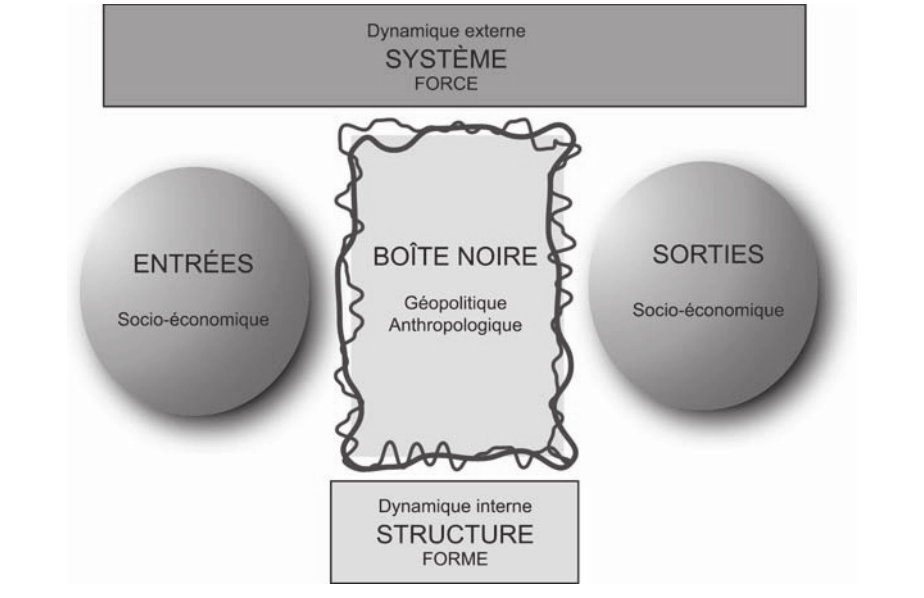 Dynamique externe
SYSTÈME
FORCE
ENTRÉES
Socio-économique
BOÎTE NOIRE
Géopolitique
Anthropologique
SORTIES
Socio-économique
Dynamique interne
STRUCTURE
FORME